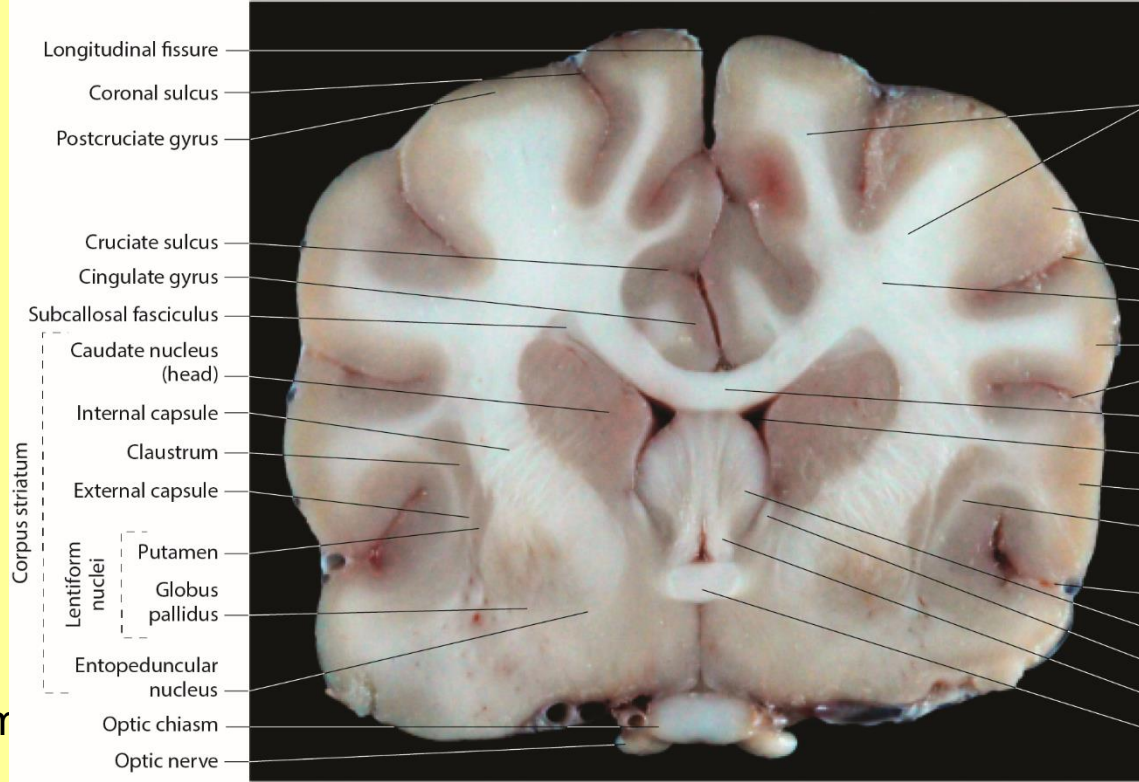 Longitudinal fissure
Coronal sulcus
Postcruciate gyrus
Cruciate sulcus
Cingulate gyrus
Subcallosal fasciculus
Caudate nucleus
(head)
Internal capsule
Claustrum
External capsule
Putamen
Globus
pallidus
Entopeduncular
nucleus
Optic chiasm
Optic nerve
Corpus striatum
Lentiform
nuclei